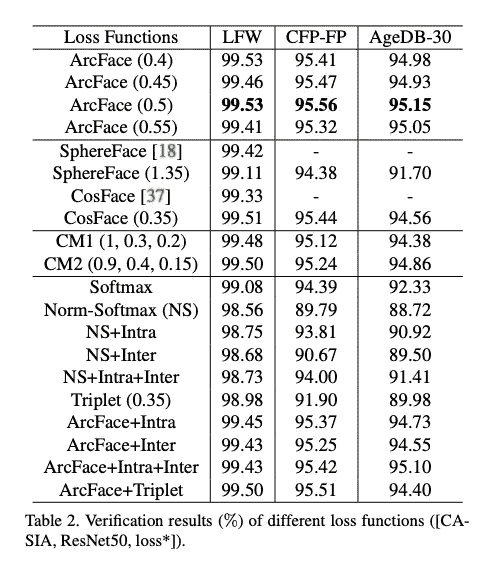 Loss Functions LFW CFP-FP AgeDB-30
ArcFace (0.4) 99.53 95.41 94.98
ArcFace (0.45) 99.46 95.47 94.93
ArcFace (0.5) 99.53 95.56 95.15
ArcFace (0.55) 99.41 95.32 95.05
SphereFace [18] 99.42 - -
SphereFace (1.35) 99.11 94.38 91.70
CosFace [37] 99.33 - -
CosFace (0.35) 99.51 95.44 94.56
CM1 (1, 0.3, 0.2) 99.48 95.12 94.38
CM2 (0.9, 0.4, 0.15) 99.50 95.24 94.86
Softmax 99.08 94.39 92.33
Norm-Softmax (NS) 98.56 89.79 88.72
NS+Intra 98.75 93.81 90.92
NS+Inter 98.68 90.67 89.50
NS+Intra+Inter 98.73 94.00 91.41
Triplet (0.35) 98.98 91.90 89.98
ArcFace+Intra 99.45 95.37 94.73
ArcFace+Inter 99.43 95.25 94.55
ArcFace+Intra+Inter 99.43 95.42 95.10
ArcFace+Triplet 99.50 95.51 94.40
Table 2. Verification results (%) of different loss functions ([CA-
SIA, ResNet50, loss*]).